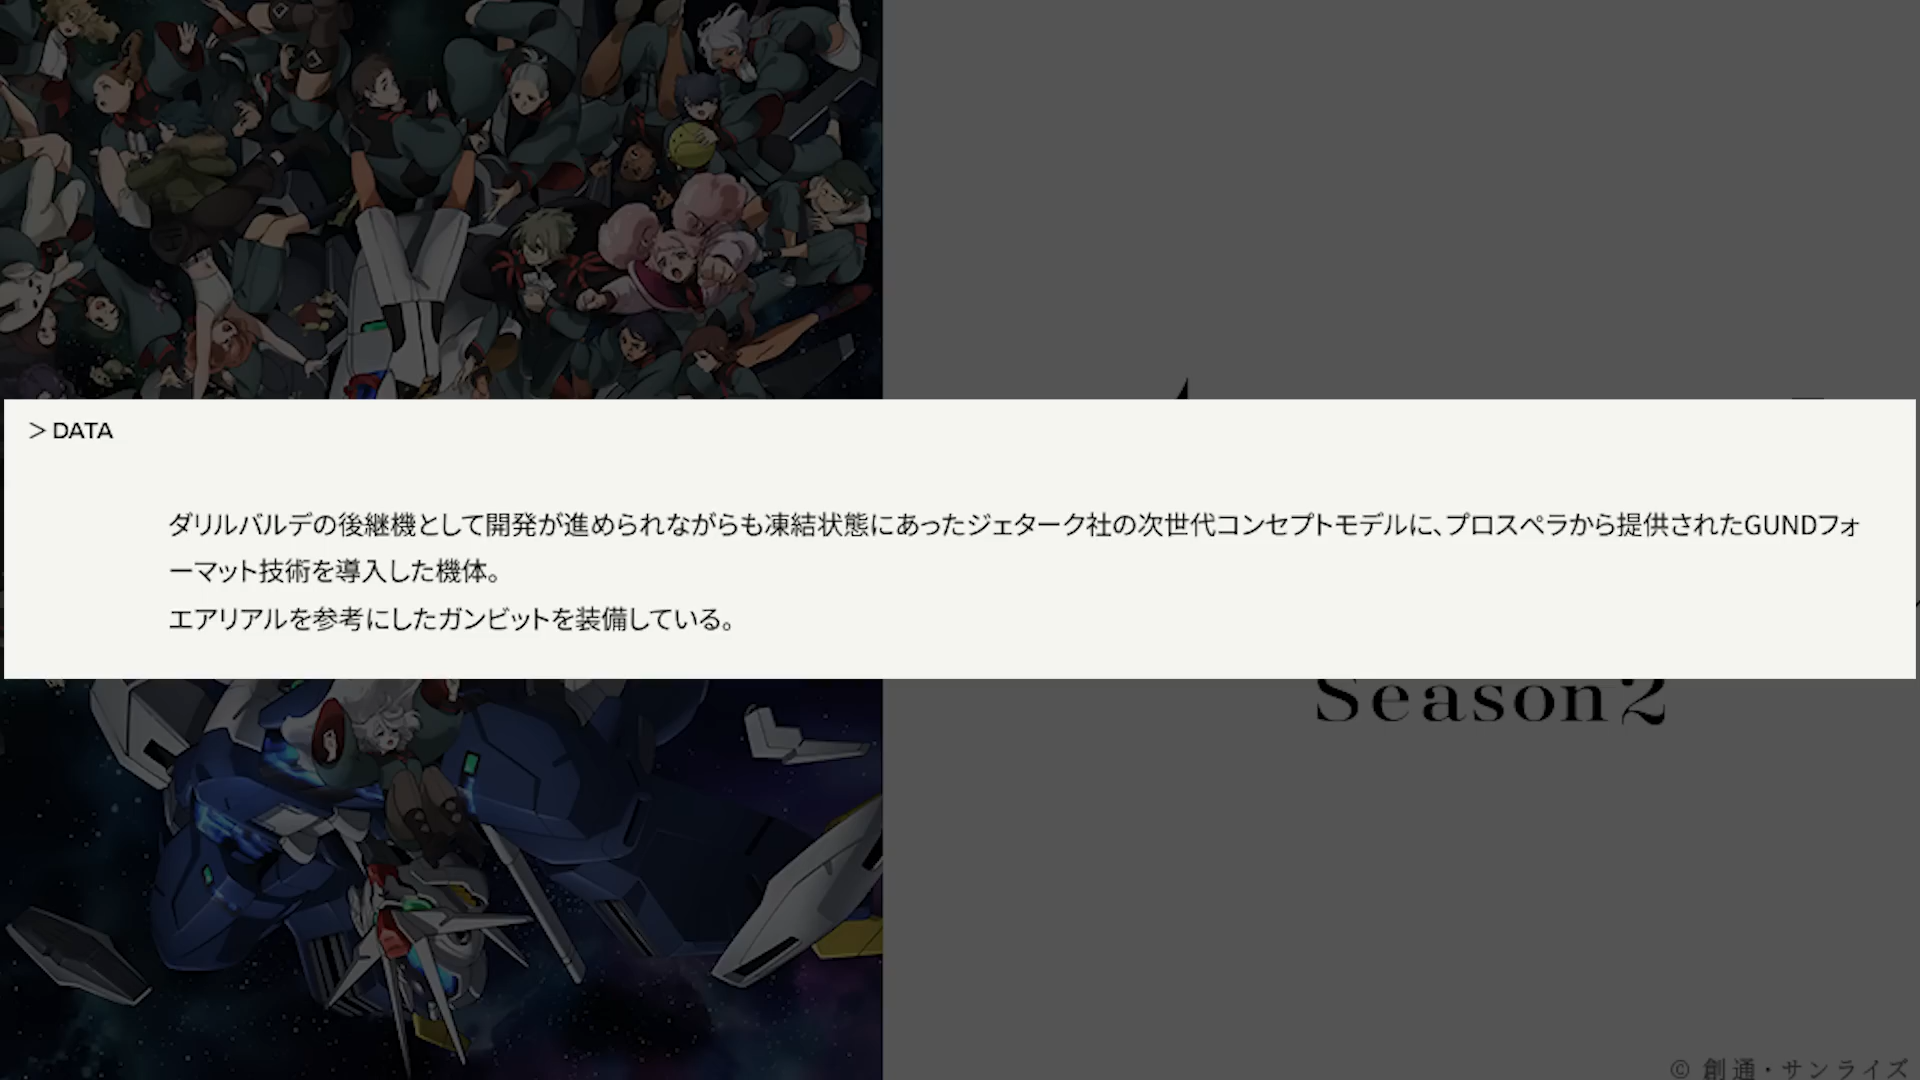 > DATA
ダリルバルデの後継機として開発が進められながらも凍結状態にあったジェターク社の次世代コンセプトモデルに、プロスペラから提供されたGUNDフォ
ーマット技術を導入した機体。
エアリアルを参考にしたガンビットを装備している。
Season2
© 創通・サンライズ